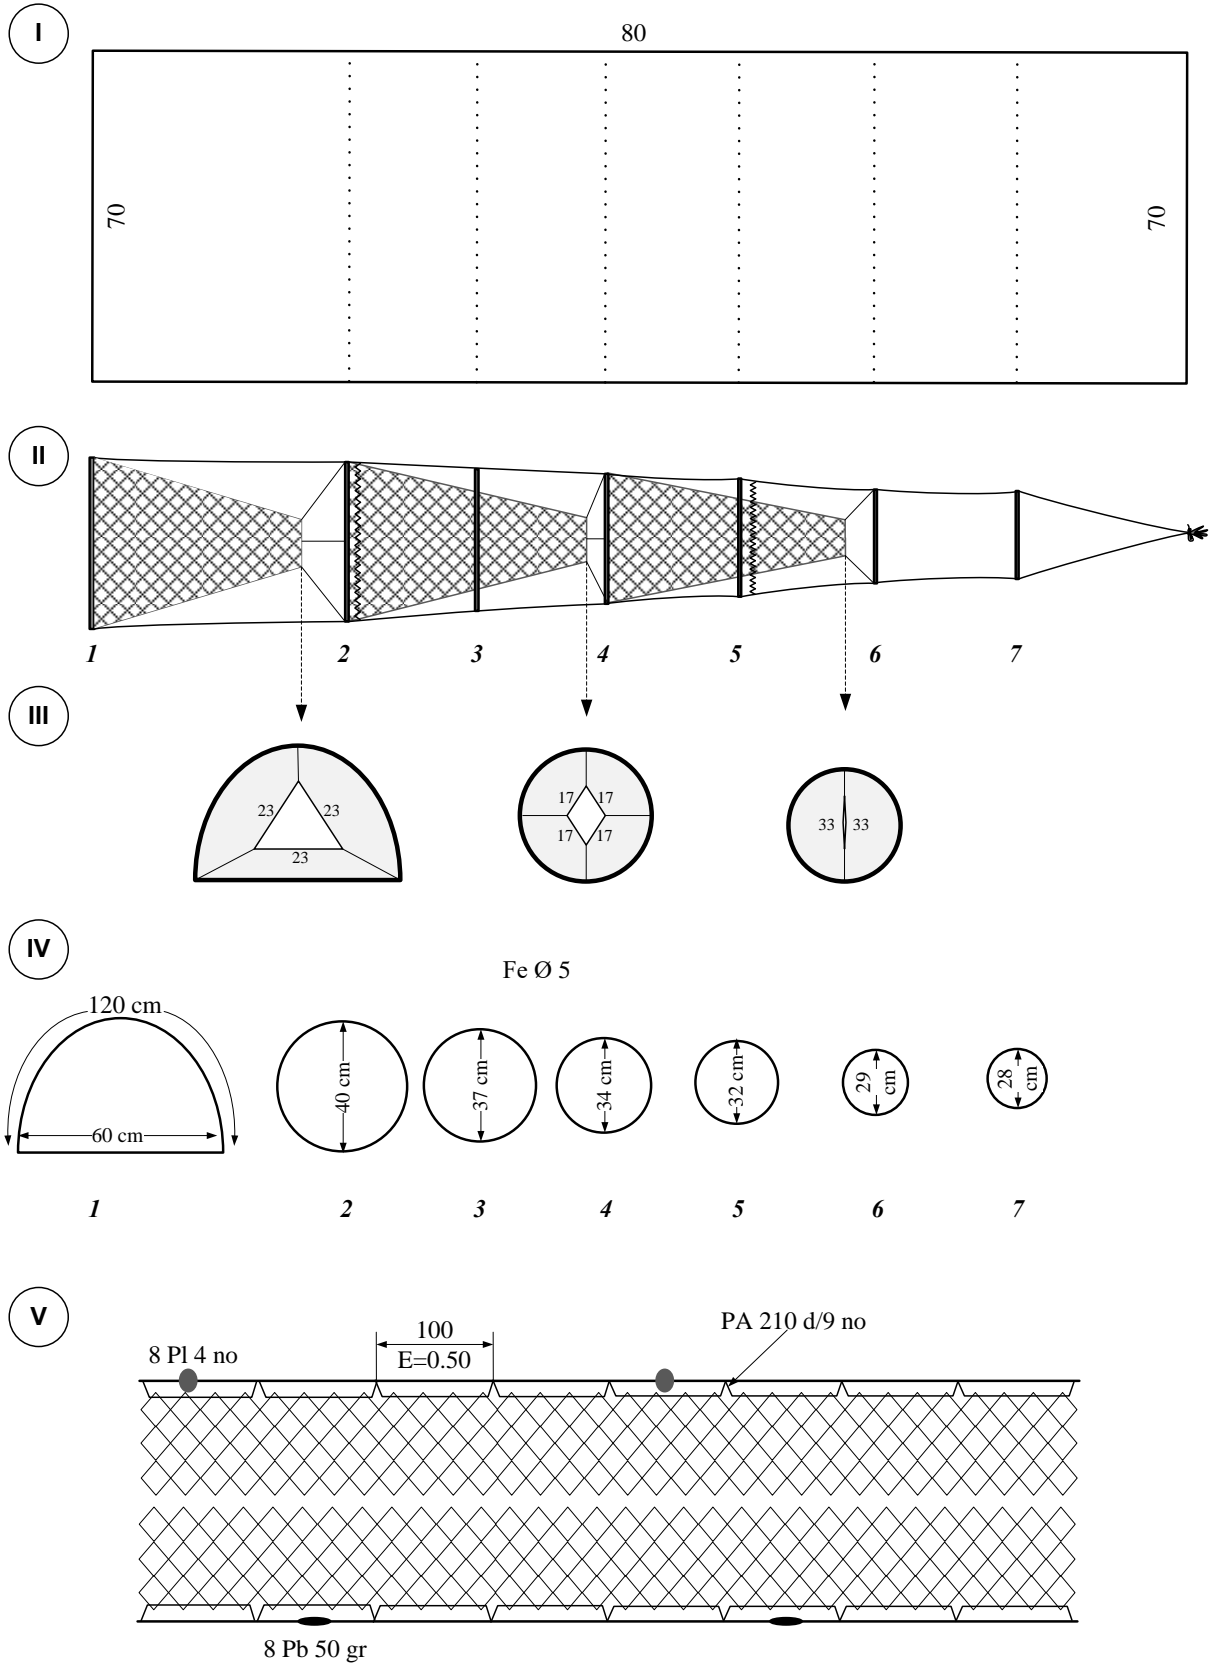 I
80
70
70
II
1 2 3 4 5 6 7
III
23 23
23
17 17
17 17
33 33
IV
Fe Ø 5
120 cm
60 cm
40 cm
37 cm
34 cm
32 cm
29 cm
28 cm
1 2 3 4 5 6 7
V
8 Pl 4 no
100
E=0.50
PA 210 d/9 no
8 Pb 50 gr